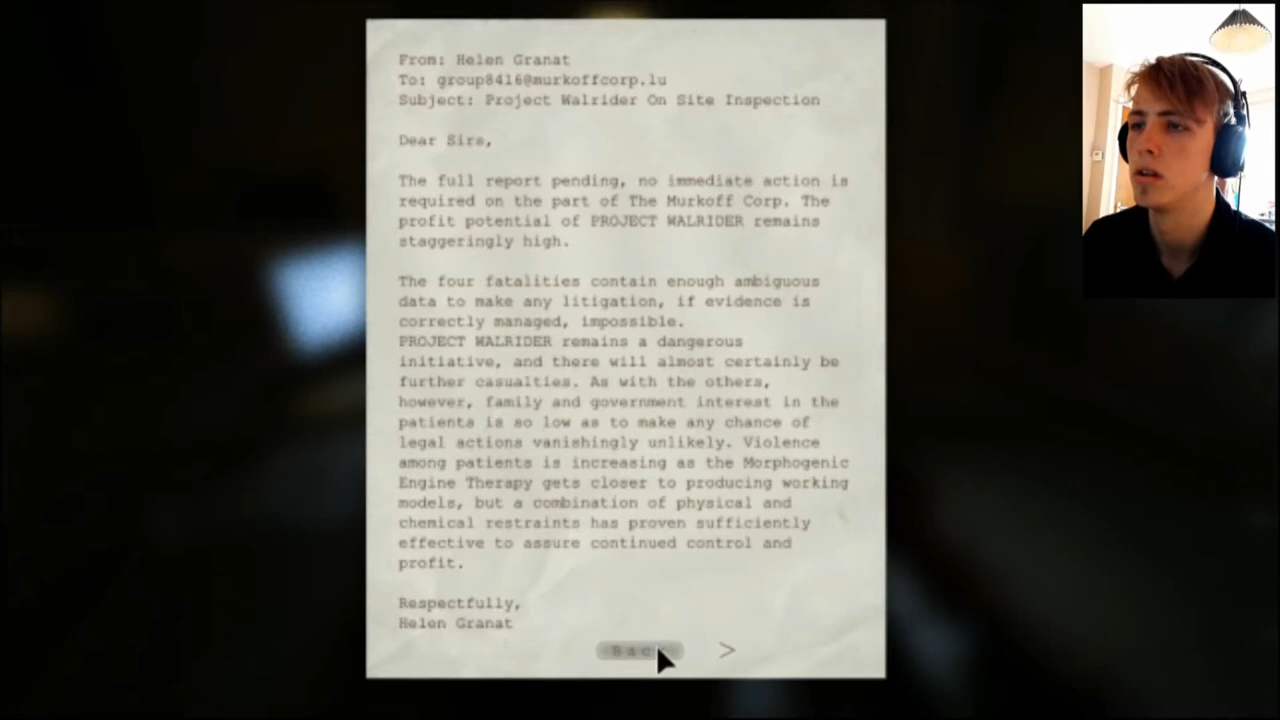 From: Helen Granat
To: group8416@murkoffcorp.lu
Subject: Project Walrider On Site Inspection
Dear Sirs,
The full report pending, no immediate action is
required on the part of The Murkoff Corp. The
profit potential of PROJECT WALRIDER remains
staggeringly high.
The four fatalities contain enough ambiguous
data to make any litigation, if evidence is
correctly managed, impossible.
PROJECT WALRIDER remains a dangerous
initiative, and there will almost certainly be
further casualties. As with the others,
however, family and government interest in the
patients is so low as to make any chance of
legal actions vanishingly unlikely. Violence
among patients is increasing as the Morphogenic
Engine Therapy gets closer to producing working
models, but a combination of physical and
chemical restraints has proven sufficiently
effective to assure continued control and
profit.
Respectfully,
Helen Granat
Back >